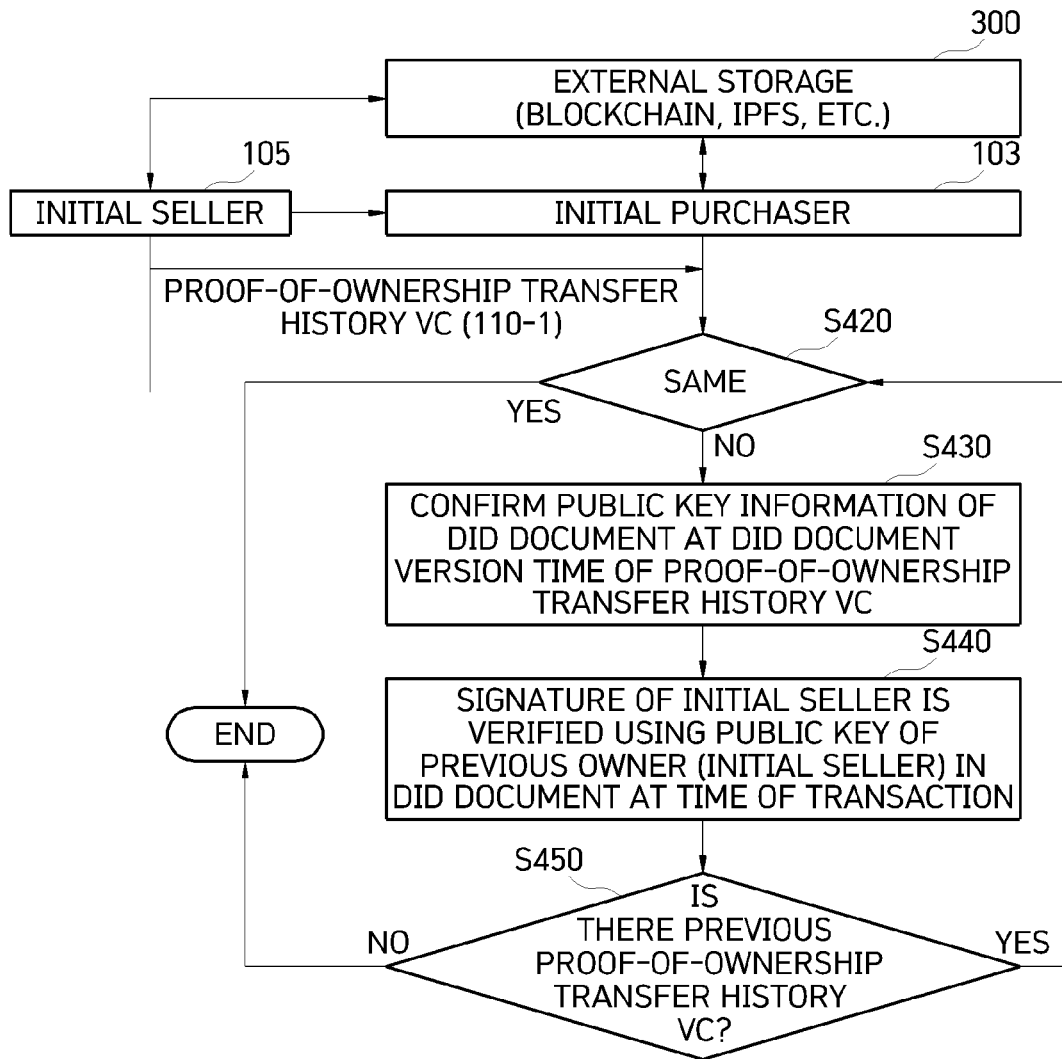 300
EXTERNAL STORAGE
(BLOCKCHAIN, IPFS, ETC.)
105
103
INITIAL SELLER
INITIAL PURCHASER
PROOF-OF-OWNERSHIP TRANSFER
HISTORY VC (110-1)
S420
SAME
YES
NO
S430
CONFIRM PUBLIC KEY INFORMATION OF
DID DOCUMENT AT DID DOCUMENT
VERSION TIME OF PROOF-OF-OWNERSHIP
TRANSFER HISTORY VC
S440
SIGNATURE OF INITIAL SELLER IS
VERIFIED USING PUBLIC KEY OF
PREVIOUS OWNER (INITIAL SELLER) IN
DID DOCUMENT AT TIME OF TRANSACTION
END
S450
IS
THERE PREVIOUS
PROOF-OF-OWNERSHIP
TRANSFER HISTORY
VC?
NO
YES